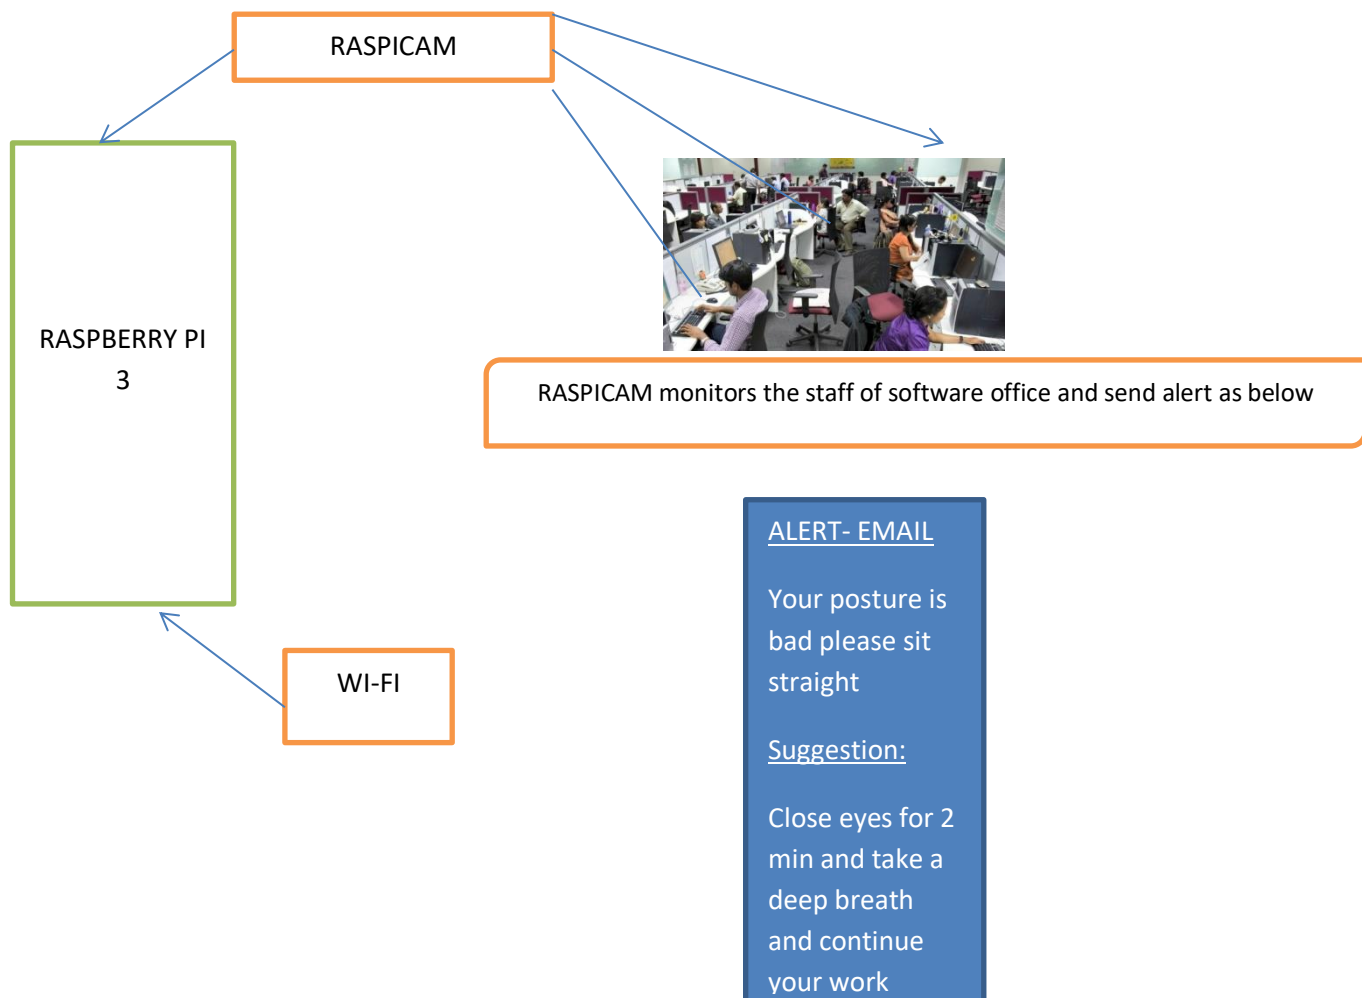 RASPICAM
RASPBERRY PI
3
RASPICAM monitors the staff of software office and send alert as below
WI-FI
ALERT- EMAIL
Your posture is
bad please sit
straight
Suggestion:
Close eyes for 2
min and take a
deep breath
and continue
your work